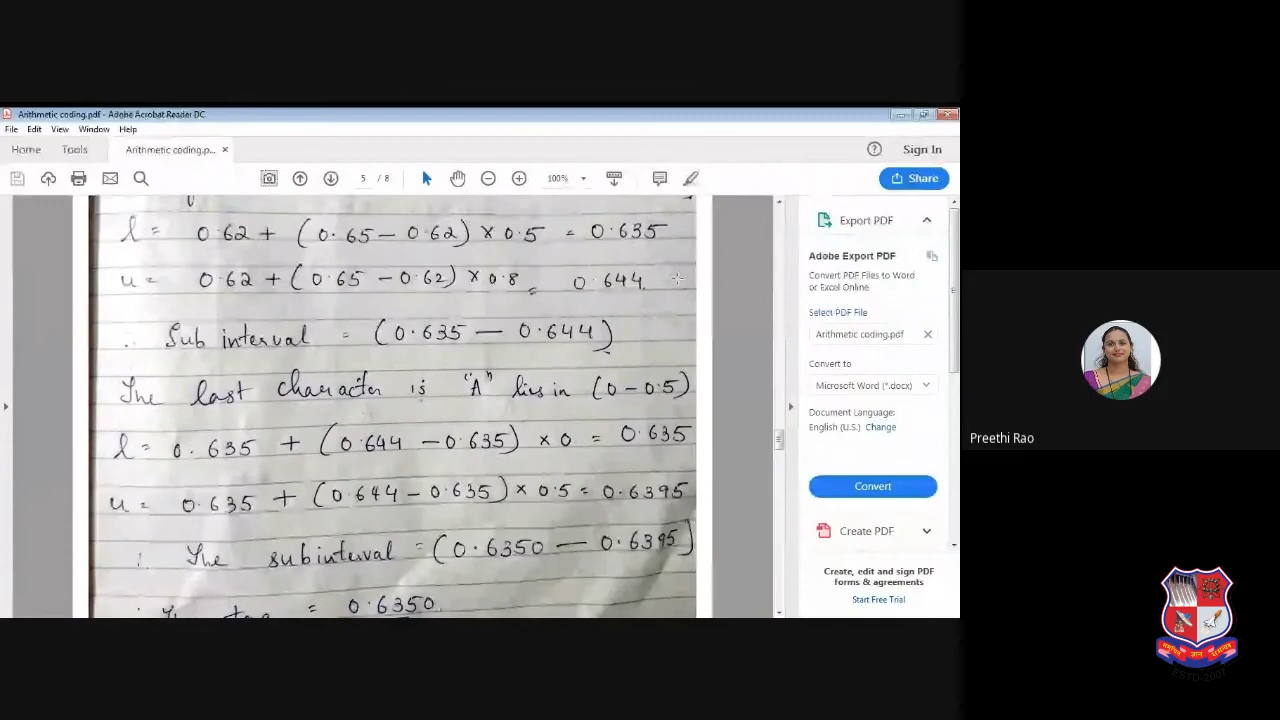 Arithmetic coding.pdf - Adobe Acrobat Reader DC
File Edit View Window Help
Home Tools Arithmetic coding.p... × Sign In
5 / 8 100% Share
l = 0.62 + (0.65 - 0.62) × 0.5 = 0.635
u = 0.62 + (0.65 - 0.62) × 0.8 = 0.644
∴ Sub interval = (0.635 — 0.644)
The last character is "A" lies in (0 - 0.5)
l = 0.635 + (0.644 - 0.635) × 0 = 0.635
u = 0.635 + (0.644 - 0.635) × 0.5 = 0.6395
∴ The subinterval = (0.6350 — 0.6395)
= 0.6350
Export PDF
Adobe Export PDF
Convert PDF Files to Word
or Excel Online.
Select PDF File
Arithmetic coding.pdf ×
Convert to
Microsoft Word (*.docx)
Document Language:
English (U.S.) Change
Convert
Create PDF
Create, edit and sign PDF
forms & agreements
Start Free Trial
Preethi Rao
ESTD-2007